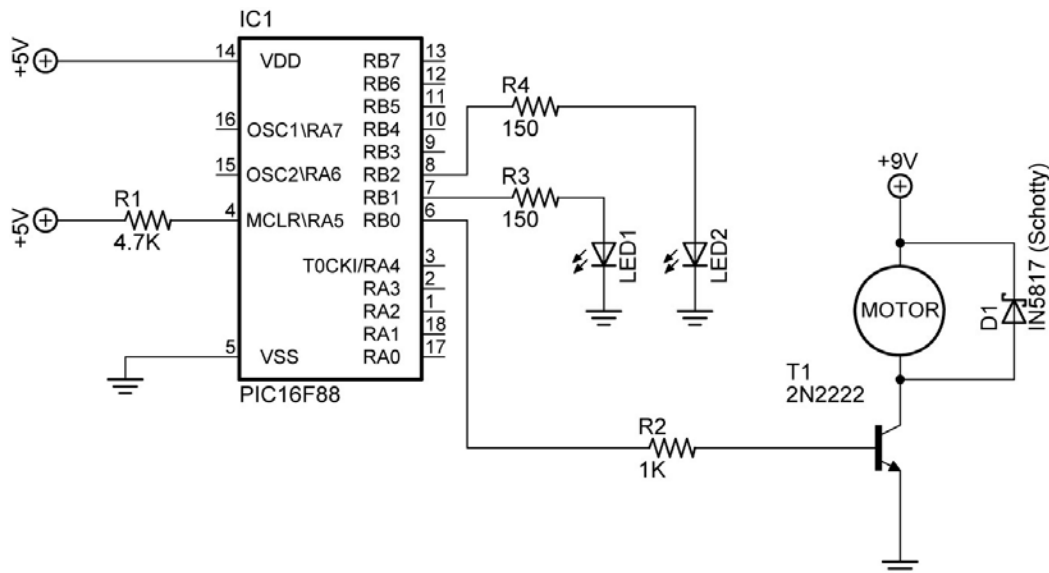 IC1
+5V
14
VDD
16
OSC1\RA7
15
OSC2\RA6
+5V
R1
4.7K
4
MCLR\RA5
T0CKI/RA4
5
VSS
PIC16F88
RB7
13
RB6
12
RB5
11
RB4
10
RB3
9
RB2
8
RB1
7
RB0
6
3
RA3
2
RA2
1
RA1
18
RA0
17
R4
150
R3
150
LED1
LED2
+9V
MOTOR
D1
IN5817 (Schotty)
T1
2N2222
R2
1K